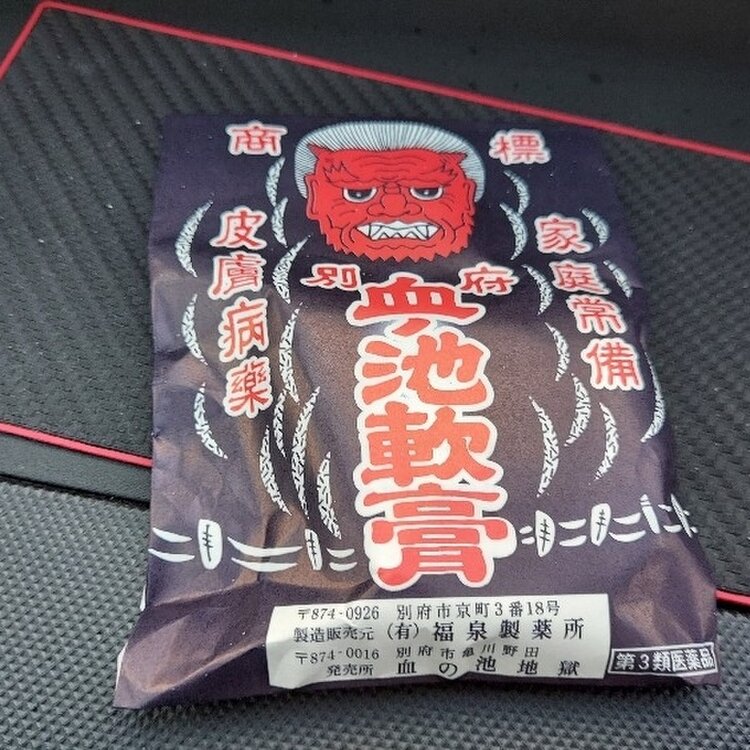 商標
家庭常備
皮膚病藥
別府
血ノ池軟膏
〒874-0926 別府市京町3番18号
製造販売元 (有)福泉製薬所
〒874-0016 別府市亀川野田
発売所 血の池地獄
第3類医薬品